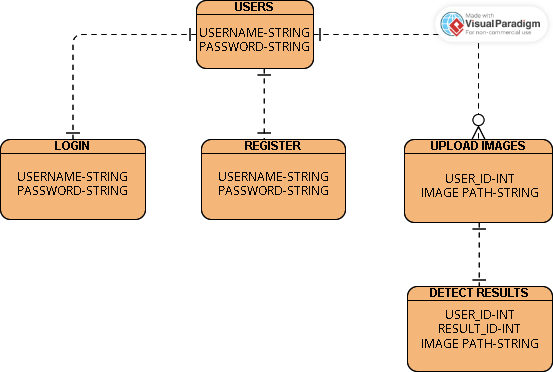 USERS
USERNAME-STRING
PASSWORD-STRING
Made with
Visual Paradigm
For non-commercial use
LOGIN
USERNAME-STRING
PASSWORD-STRING
REGISTER
USERNAME-STRING
PASSWORD-STRING
UPLOAD IMAGES
USER_ID-INT
IMAGE PATH-STRING
DETECT RESULTS
USER_ID-INT
RESULT_ID-INT
IMAGE PATH-STRING